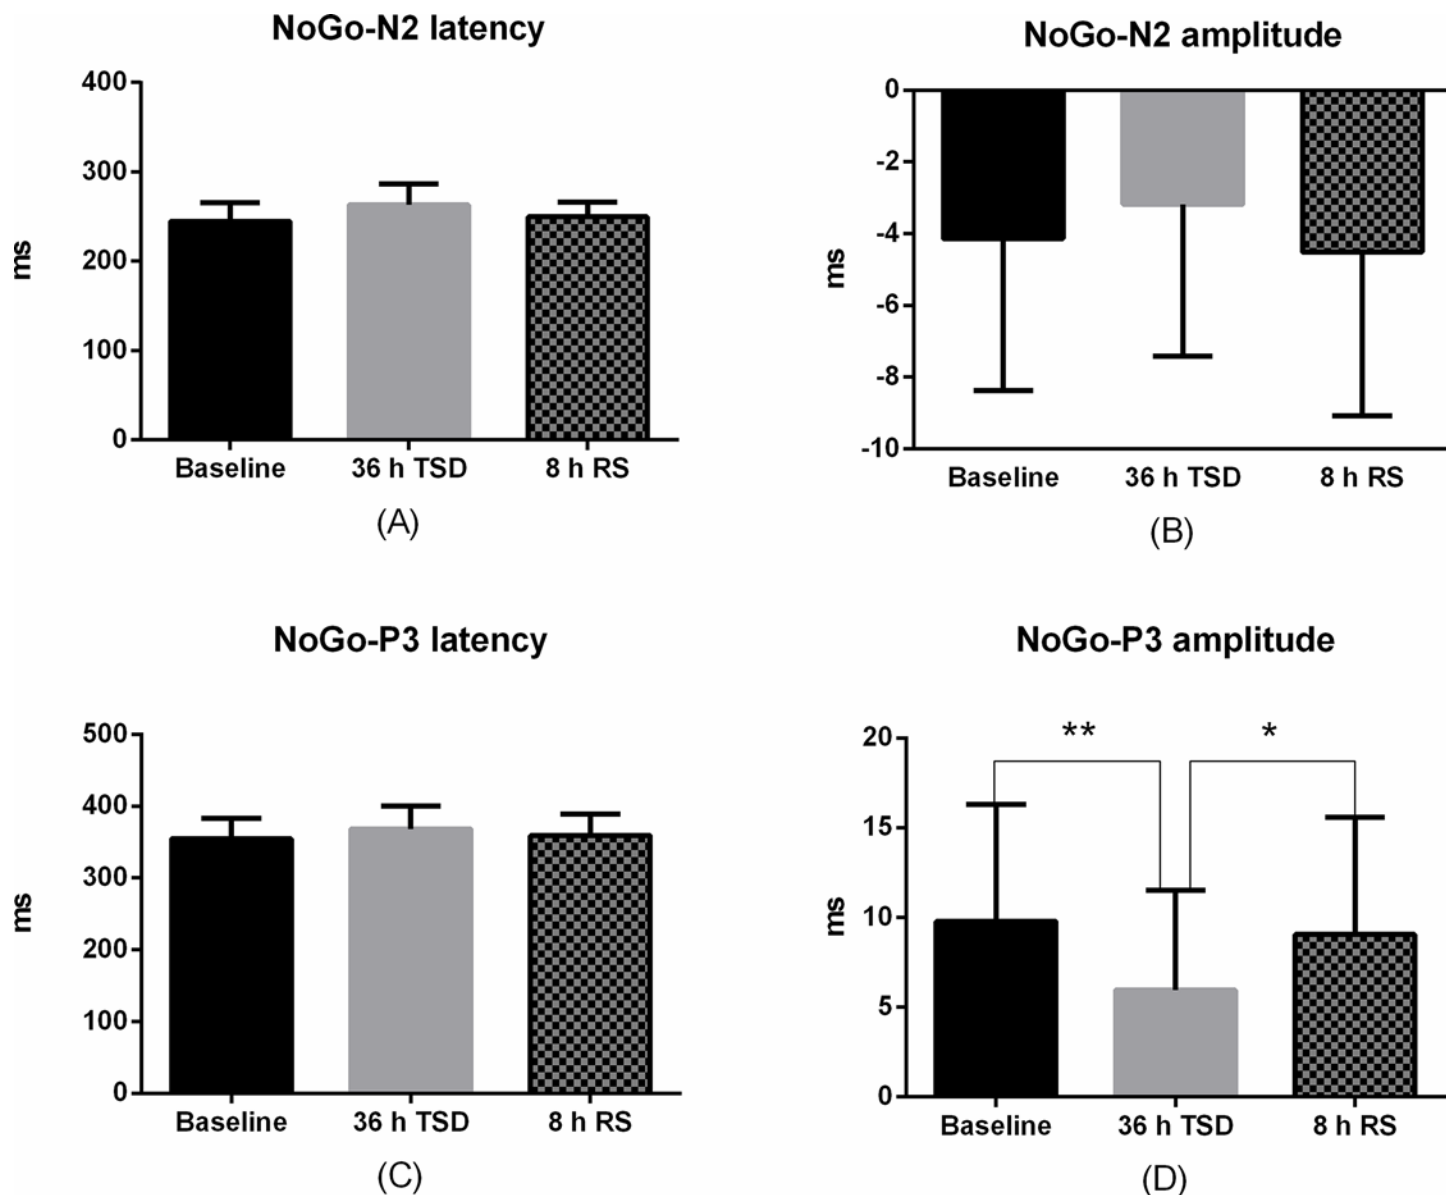 NoGo-N2 latency
400
300
200
100
0
ms
Baseline 36 h TSD 8 h RS
(A)
NoGo-N2 amplitude
0
-2
-4
-6
-8
-10
ms
Baseline 36 h TSD 8 h RS
(B)
NoGo-P3 latency
500
400
300
200
100
0
ms
Baseline 36 h TSD 8 h RS
(C)
NoGo-P3 amplitude
** *
20
15
10
5
0
ms
Baseline 36 h TSD 8 h RS
(D)